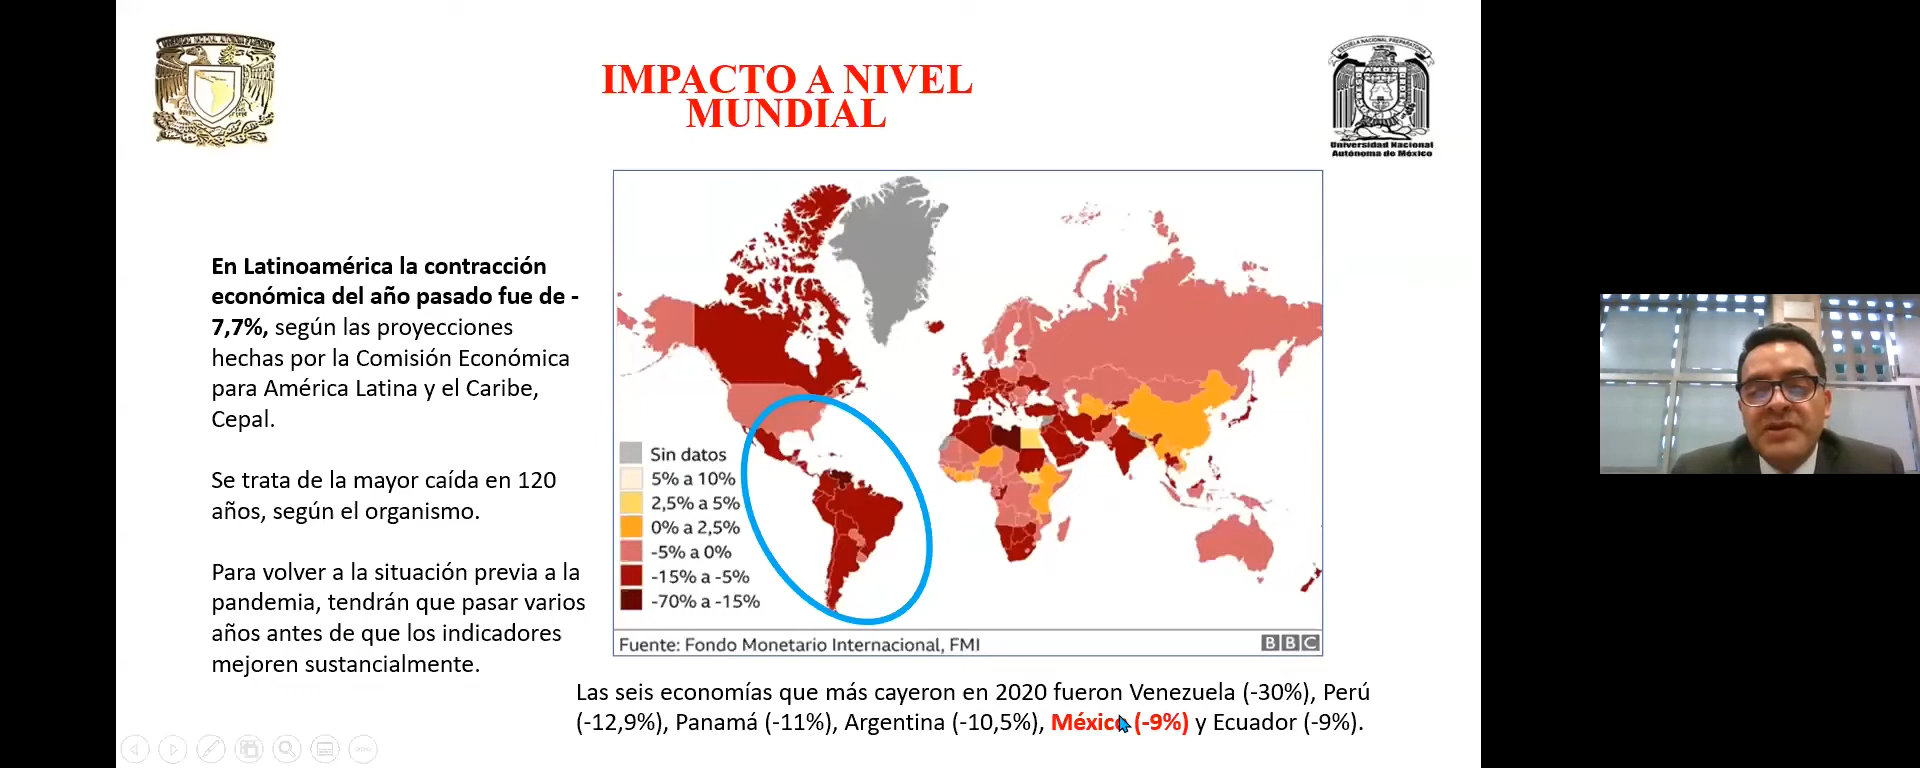 IMPACTO A NIVEL
MUNDIAL
ESCUELA NACIONAL PREPARATORIA
Universidad Nacional
Autónoma de México
En Latinoamérica la contracción
económica del año pasado fue de -
7,7%, según las proyecciones
hechas por la Comisión Económica
para América Latina y el Caribe,
Cepal.
Se trata de la mayor caída en 120
años, según el organismo.
Para volver a la situación previa a la
pandemia, tendrán que pasar varios
años antes de que los indicadores
mejoren sustancialmente.
Sin datos
5% a 10%
2,5% a 5%
0% a 2,5%
-5% a 0%
-15% a -5%
-70% a -15%
Fuente: Fondo Monetario Internacional, FMI
BBC
Las seis economías que más cayeron en 2020 fueron Venezuela (-30%), Perú
(-12,9%), Panamá (-11%), Argentina (-10,5%), México (-9%) y Ecuador (-9%).